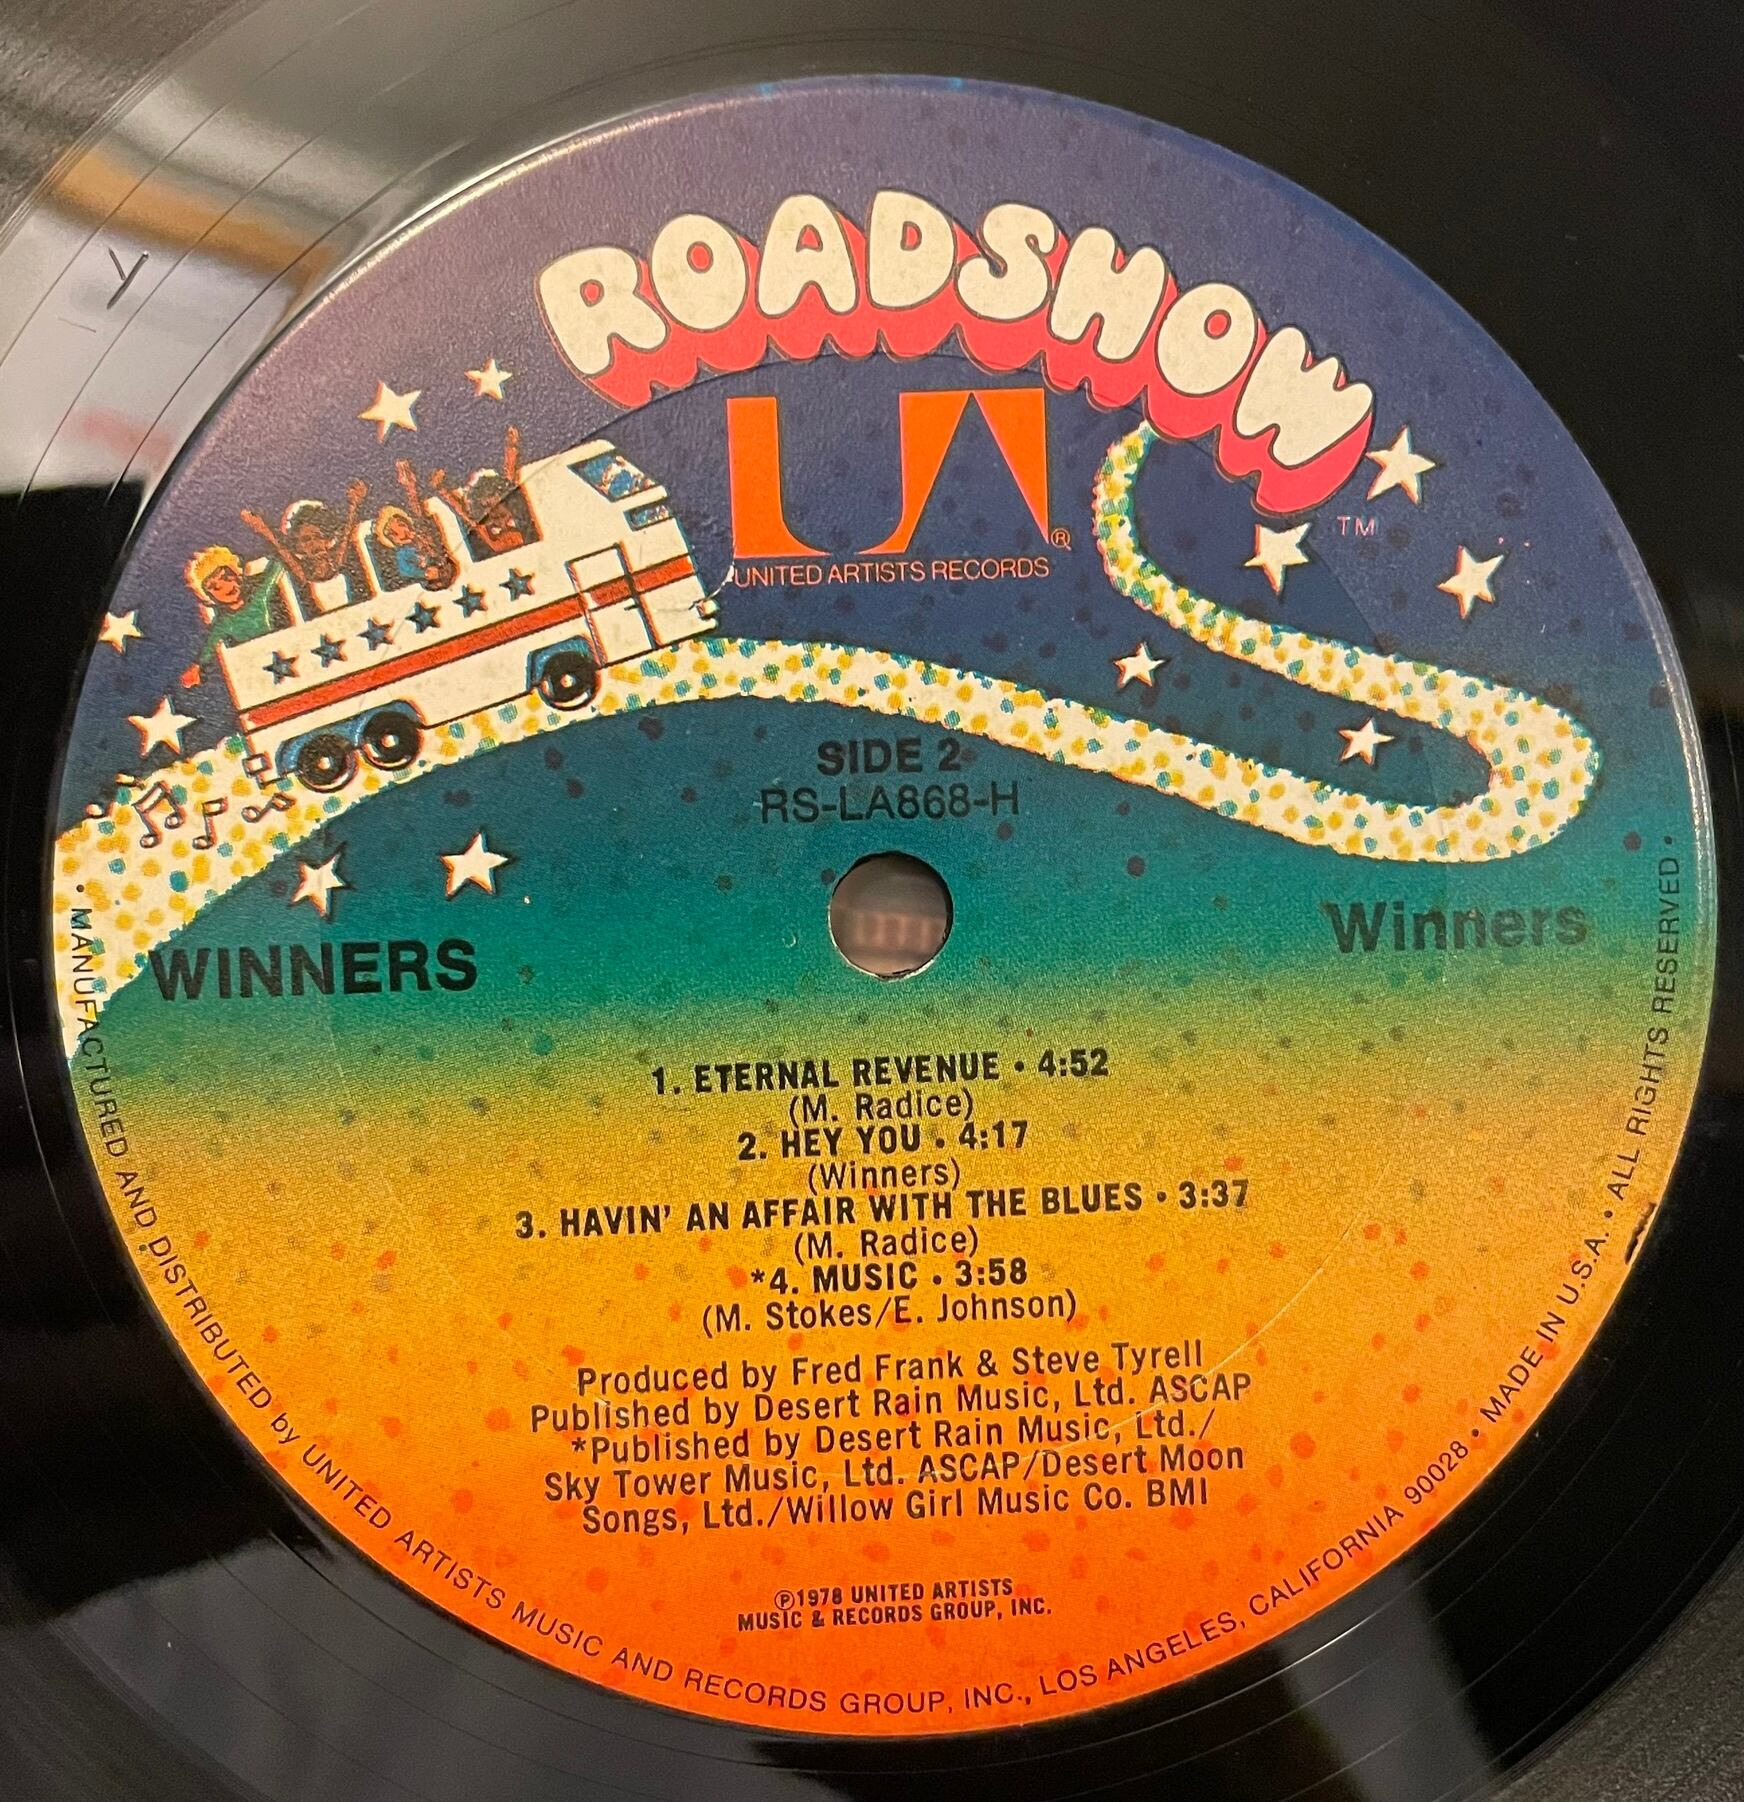 ROADSHOW
TM
UA
®
UNITED ARTISTS RECORDS
SIDE 2
RS-LA868-H
WINNERS
Winners
1. ETERNAL REVENUE • 4:52
(M. Radice)
2. HEY YOU • 4:17
(Winners)
3. HAVIN' AN AFFAIR WITH THE BLUES • 3:37
(M. Radice)
*4. MUSIC • 3:58
(M. Stokes/E. Johnson)
Produced by Fred Frank & Steve Tyrell
Published by Desert Rain Music, Ltd. ASCAP
*Published by Desert Rain Music, Ltd./
Sky Tower Music, Ltd. ASCAP/Desert Moon
Songs, Ltd./Willow Girl Music Co. BMI
℗1978 UNITED ARTISTS
MUSIC & RECORDS GROUP, INC.
• MANUFACTURED AND DISTRIBUTED by UNITED ARTISTS MUSIC AND RECORDS GROUP, INC., LOS ANGELES, CALIFORNIA 90028 • MADE IN U.S.A. • ALL RIGHTS RESERVED •